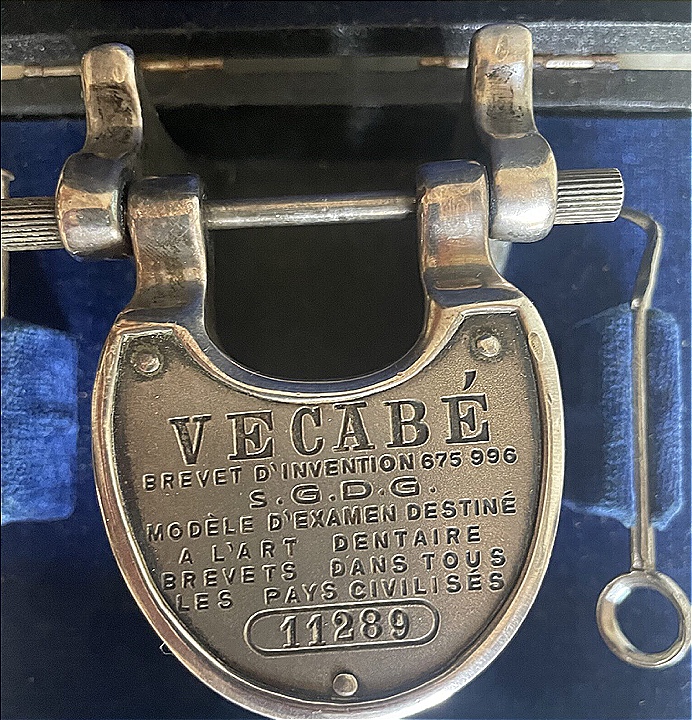 VECABÉ
BREVET D'INVENTION 675 996
S.G.D.G.
MODÈLE D'EXAMEN DESTINÉ
A L'ART DENTAIRE
BREVETS DANS TOUS
LES PAYS CIVILISÉS
11289